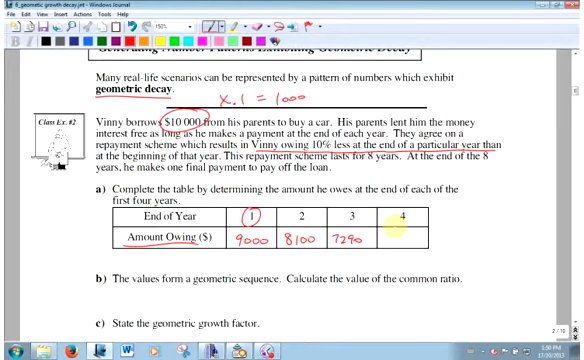 6_geometic growth decay.jnt - Windows Journal
File Edit View Insert Actions Tools Help
150%
B I
Generating Number Patterns Exhibiting Geometric Decay
Many real-life scenarios can be represented by a pattern of numbers which exhibit
geometric decay.
x.1 = 1000
Class Ex. #2
Vinny borrows $10 000 from his parents to buy a car. His parents lent him the money
interest free as long as he makes a payment at the end of each year. They agree on a
repayment scheme which results in Vinny owing 10% less at the end of a particular year than
at the beginning of that year. This repayment scheme lasts for 8 years. At the end of the 8
years, he makes one final payment to pay off the loan.
a) Complete the table by determining the amount he owes at the end of each of the
first four years.
End of Year 1 2 3 4
Amount Owing ($) 9000 8100 7290
b) The values form a geometric sequence. Calculate the value of the common ratio.
c) State the geometric growth factor.
2 / 10
17/10/2013